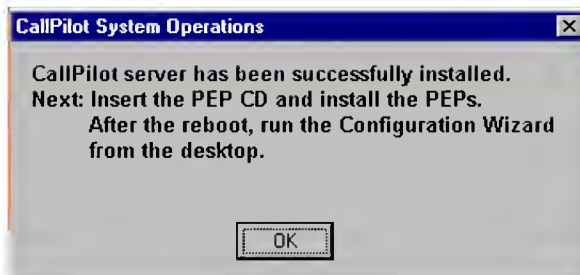 CallPilot System Operations
CallPilot server has been successfully installed.
Next: Insert the PEP CD and install the PEPs.
After the reboot, run the Configuration Wizard
from the desktop.
OK